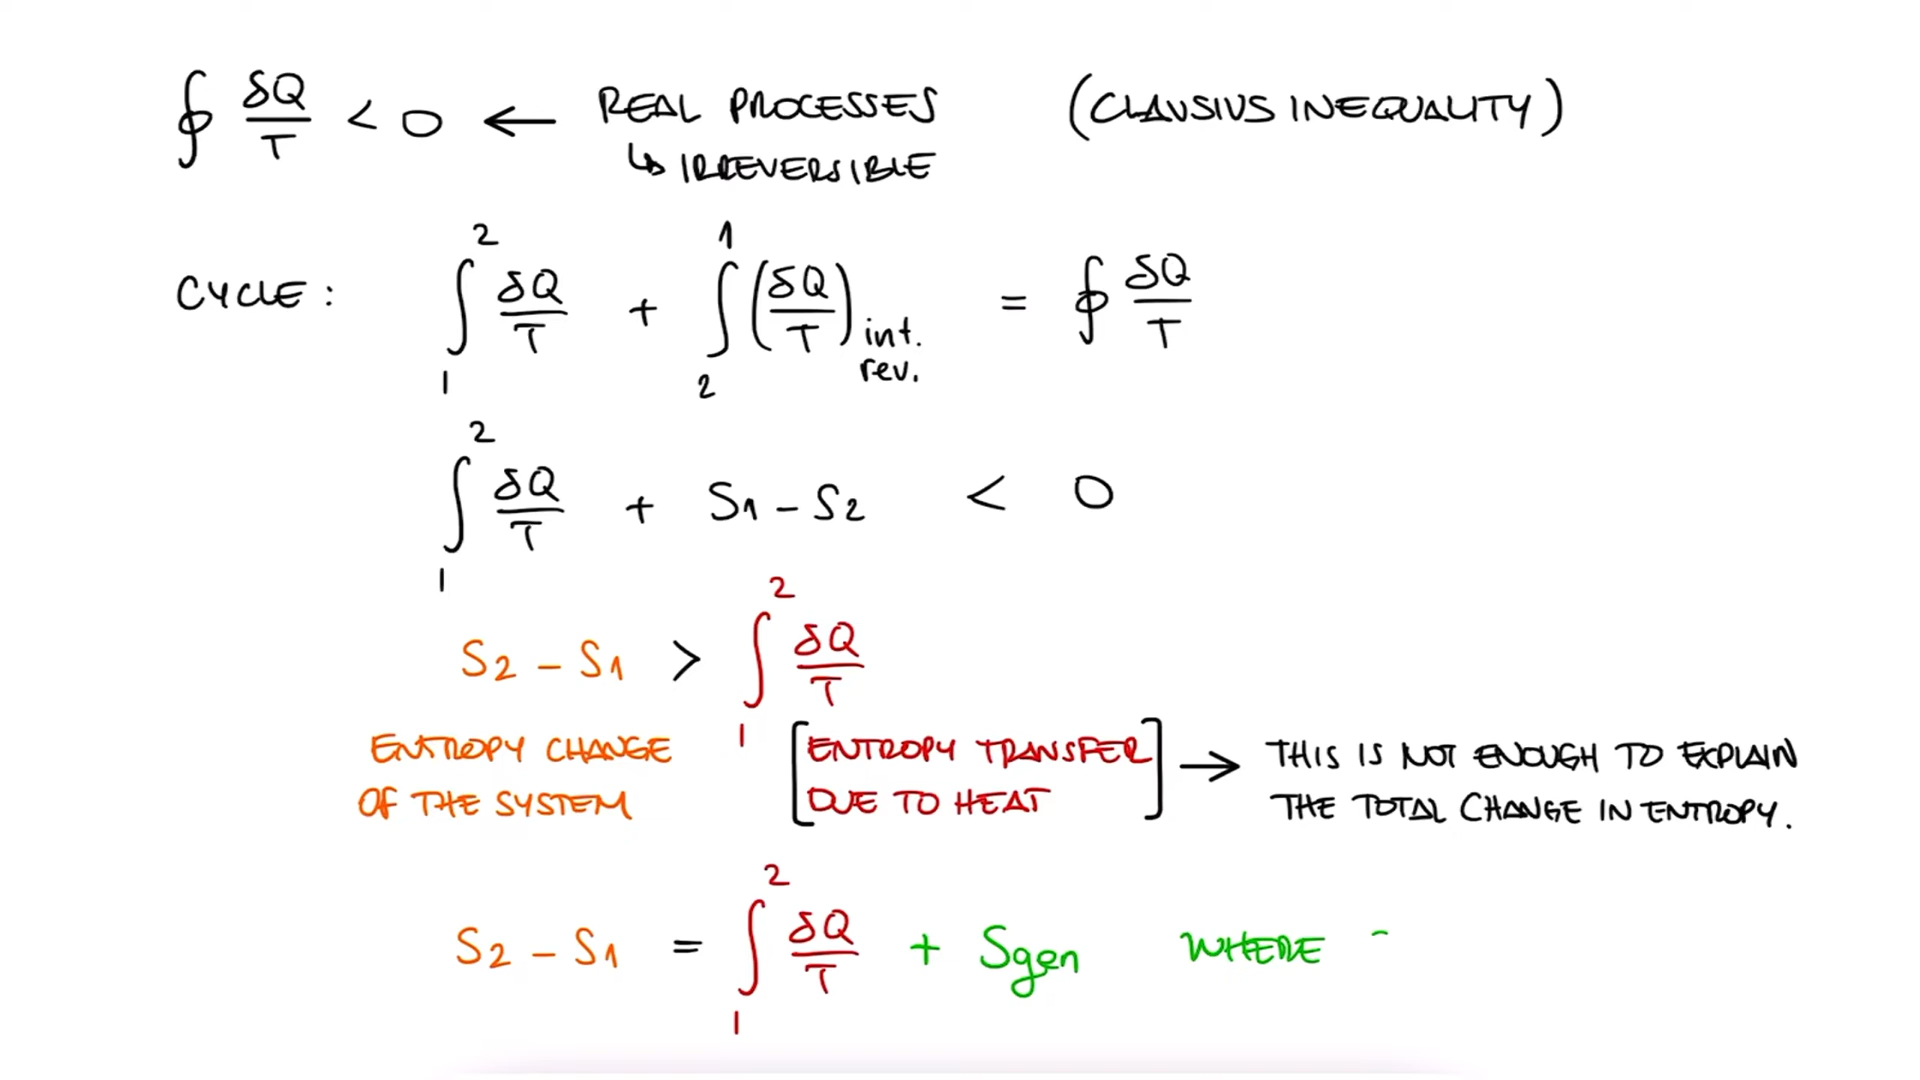 ∮ δQ/T < 0 ← REAL PROCESSES (CLAUSIUS INEQUALITY)
↳ IRREVERSIBLE
CYCLE: ∫₁² δQ/T + ∫₂¹ (δQ/T) int. rev. = ∮ δQ/T
∫₁² δQ/T + S₁ - S₂ < 0
S₂ - S₁ > ∫₁² δQ/T
ENTROPY CHANGE [ENTROPY TRANSFER → THIS IS NOT ENOUGH TO EXPLAIN
OF THE SYSTEM DUE TO HEAT] THE TOTAL CHANGE IN ENTROPY.
S₂ - S₁ = ∫₁² δQ/T + Sgen WHERE